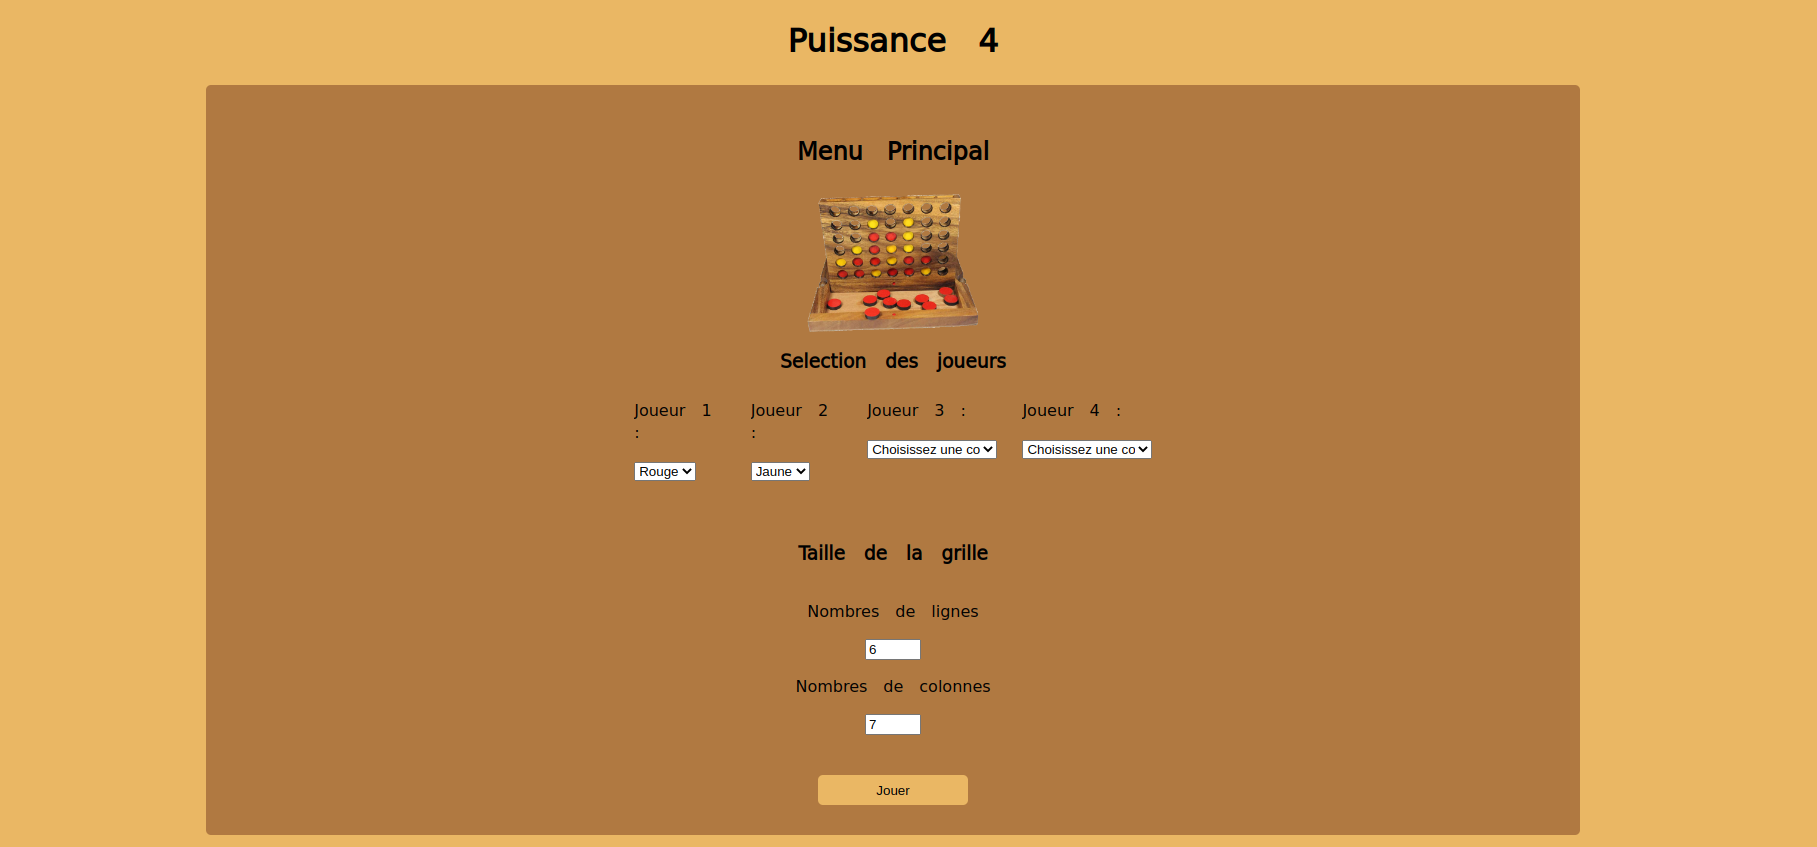 Puissance 4
Menu Principal
Selection des joueurs
Joueur 1 :
Joueur 2 :
Joueur 3 :
Joueur 4 :
Rouge
Jaune
Choisissez une co
Choisissez une co
Taille de la grille
Nombres de lignes
6
Nombres de colonnes
7
Jouer